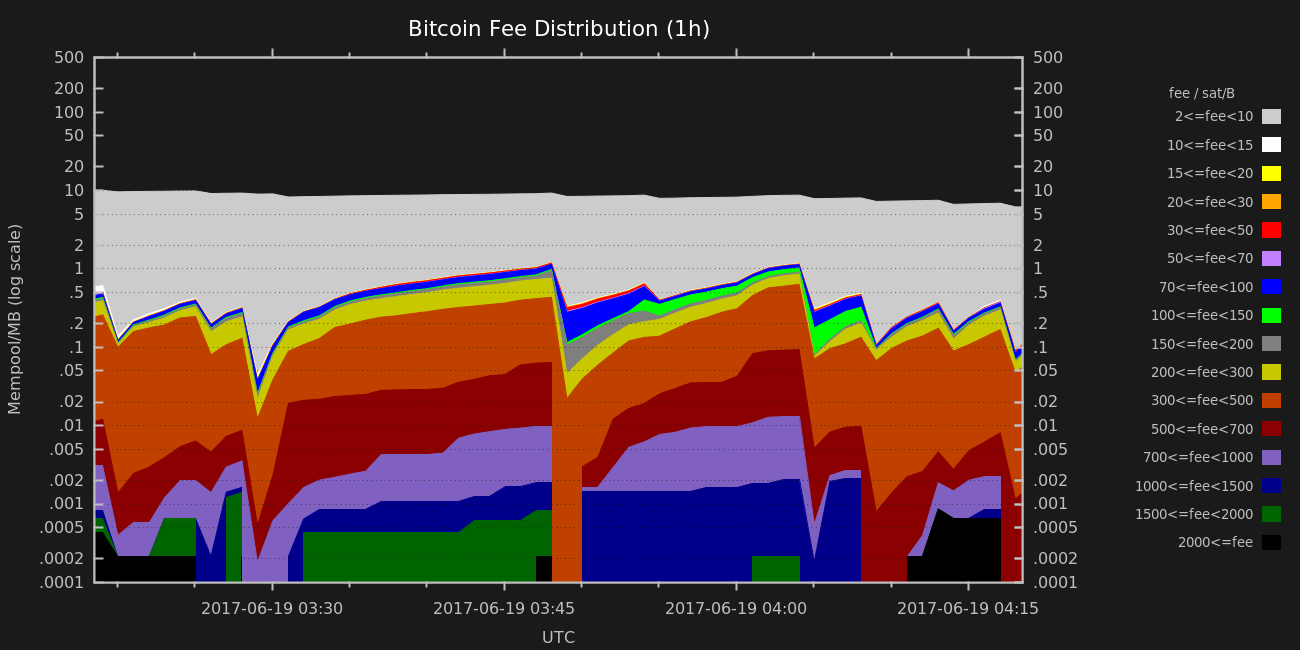 Bitcoin Fee Distribution (1h)
500
200
100
50
20
10
5
2
1
.5
.2
.1
.05
.02
.01
.005
.002
.001
.0005
.0002
.0001
Mempool/MB (log scale)
500
200
100
50
20
10
5
2
1
.5
.2
.1
.05
.02
.01
.005
.002
.001
.0005
.0002
.0001
2017-06-19 03:30
2017-06-19 03:45
2017-06-19 04:00
2017-06-19 04:15
UTC
fee / sat/B
2<=fee<10
10<=fee<15
15<=fee<20
20<=fee<30
30<=fee<50
50<=fee<70
70<=fee<100
100<=fee<150
150<=fee<200
200<=fee<300
300<=fee<500
500<=fee<700
700<=fee<1000
1000<=fee<1500
1500<=fee<2000
2000<=fee